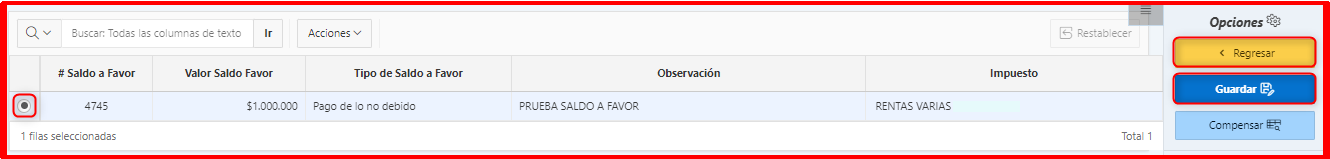 Buscar: Todas las columnas de texto Ir Acciones Restablecer
# Saldo a Favor Valor Saldo Favor Tipo de Saldo a Favor Observación Impuesto
4745 $1.000.000 Pago de lo no debido PRUEBA SALDO A FAVOR RENTAS VARIAS
1 filas seleccionadas Total 1
Opciones
Regresar
Guardar
Compensar